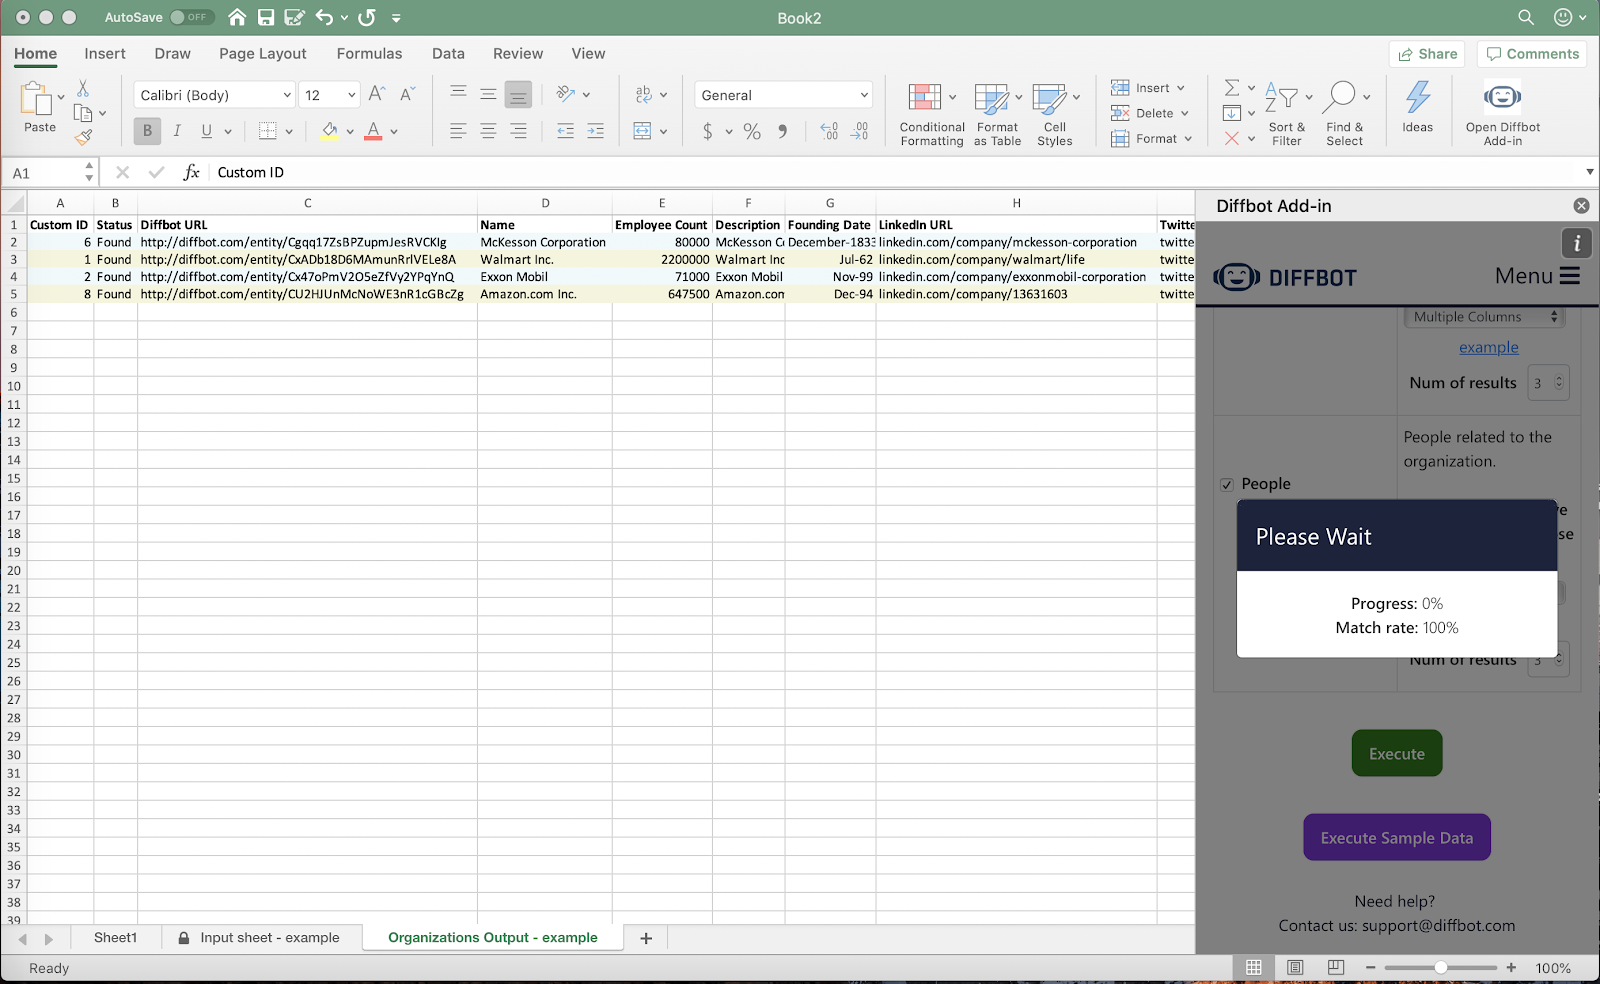 AutoSave OFF
Book2
Home Insert Draw Page Layout Formulas Data Review View
Share Comments
Paste
Calibri (Body) 12
B I U
ab
General
$ % .00 .00
Conditional Formatting
Format as Table
Cell Styles
Insert
Delete
Format
Sort & Filter
Find & Select
Ideas
Open Diffbot Add-in
A1 fx Custom ID
A B C D E F G H
1 Custom ID Status Diffbot URL Name Employee Count Description Founding Date LinkedIn URL Twitte
2 6 Found http://diffbot.com/entity/Cgqq17ZsBPZupmJesRVCKIg McKesson Corporation 80000 McKesson C December-1833 linkedin.com/company/mckesson-corporation twitte
3 1 Found http://diffbot.com/entity/CxADb18D6MAmunRrlVELe8A Walmart Inc. 2200000 Walmart Inc Jul-62 linkedin.com/company/walmart/life twitte
4 2 Found http://diffbot.com/entity/Cx47oPmV2O5eZfVy2YPqYnQ Exxon Mobil 71000 Exxon Mobil Nov-99 linkedin.com/company/exxonmobil-corporation twitte
5 8 Found http://diffbot.com/entity/CU2HJUnMcNoWE3nR1cGBcZg Amazon.com Inc. 647500 Amazon.com Dec-94 linkedin.com/company/13631603 twitte
6
7
8
9
10
11
12
13
14
15
16
17
18
19
20
21
22
23
24
25
26
27
28
29
30
31
32
33
34
35
36
37
38
39
Diffbot Add-in
i
DIFFBOT Menu
Multiple Columns
example
Num of results 3
People related to the
organization.
People
ve
se
Please Wait
Progress: 0%
Match rate: 100%
Num of results 3
Execute
Execute Sample Data
Need help?
Contact us: support@diffbot.com
Sheet1 Input sheet - example Organizations Output - example +
Ready 100%